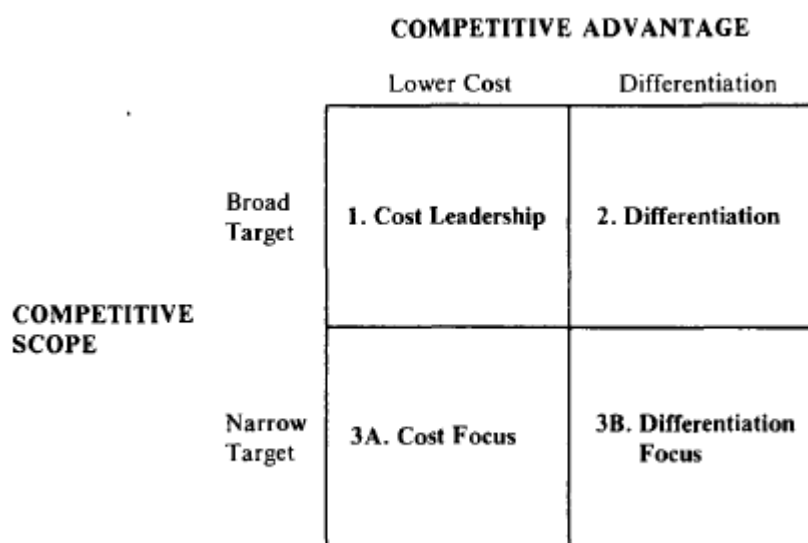 COMPETITIVE ADVANTAGE
Lower Cost
Differentiation
Broad
Target
1. Cost Leadership
2. Differentiation
COMPETITIVE
SCOPE
Narrow
Target
3A. Cost Focus
3B. Differentiation
Focus